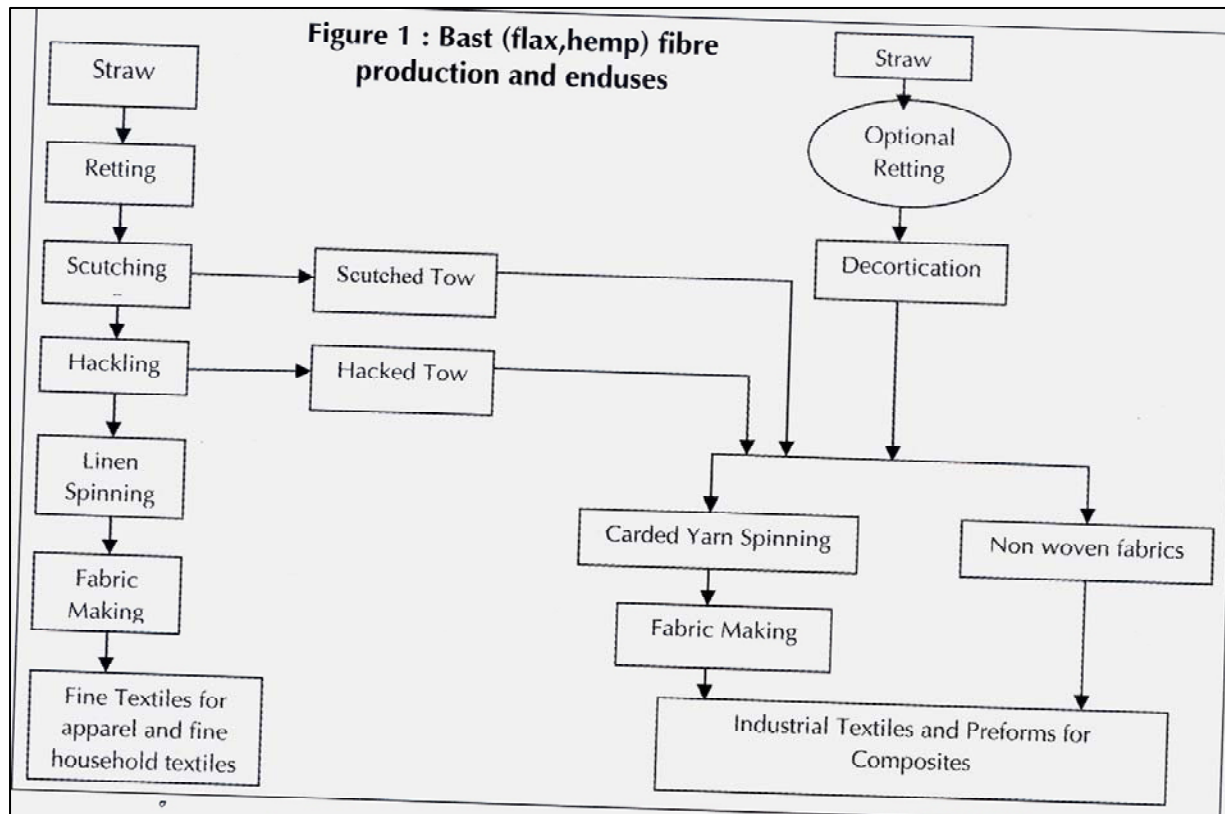 Figure 1 : Bast (flax,hemp) fibre
production and enduses
Straw
Retting
Scutching
Hackling
Linen
Spinning
Fabric
Making
Fine Textiles for
apparel and fine
household textiles
Scutched Tow
Hacked Tow
Straw
Optional
Retting
Decortication
Carded Yarn Spinning
Non woven fabrics
Fabric Making
Industrial Textiles and Preforms for
Composites